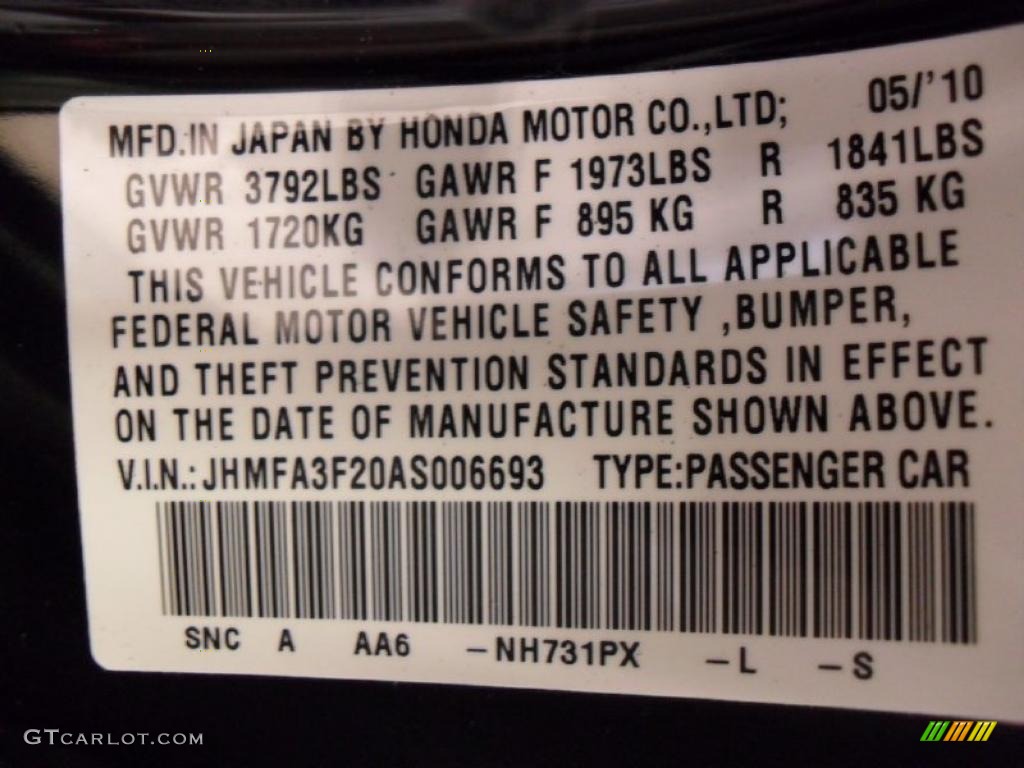 MFD.IN JAPAN BY HONDA MOTOR CO.,LTD; 05/'10
GVWR 3792LBS GAWR F 1973LBS R 1841LBS
GVWR 1720KG GAWR F 895 KG R 835 KG
THIS VEHICLE CONFORMS TO ALL APPLICABLE
FEDERAL MOTOR VEHICLE SAFETY ,BUMPER,
AND THEFT PREVENTION STANDARDS IN EFFECT
ON THE DATE OF MANUFACTURE SHOWN ABOVE.
V.I.N.:JHMFA3F20AS006693 TYPE:PASSENGER CAR
SNC A AA6 -NH731PX -L -S
GTCARLOT.COM